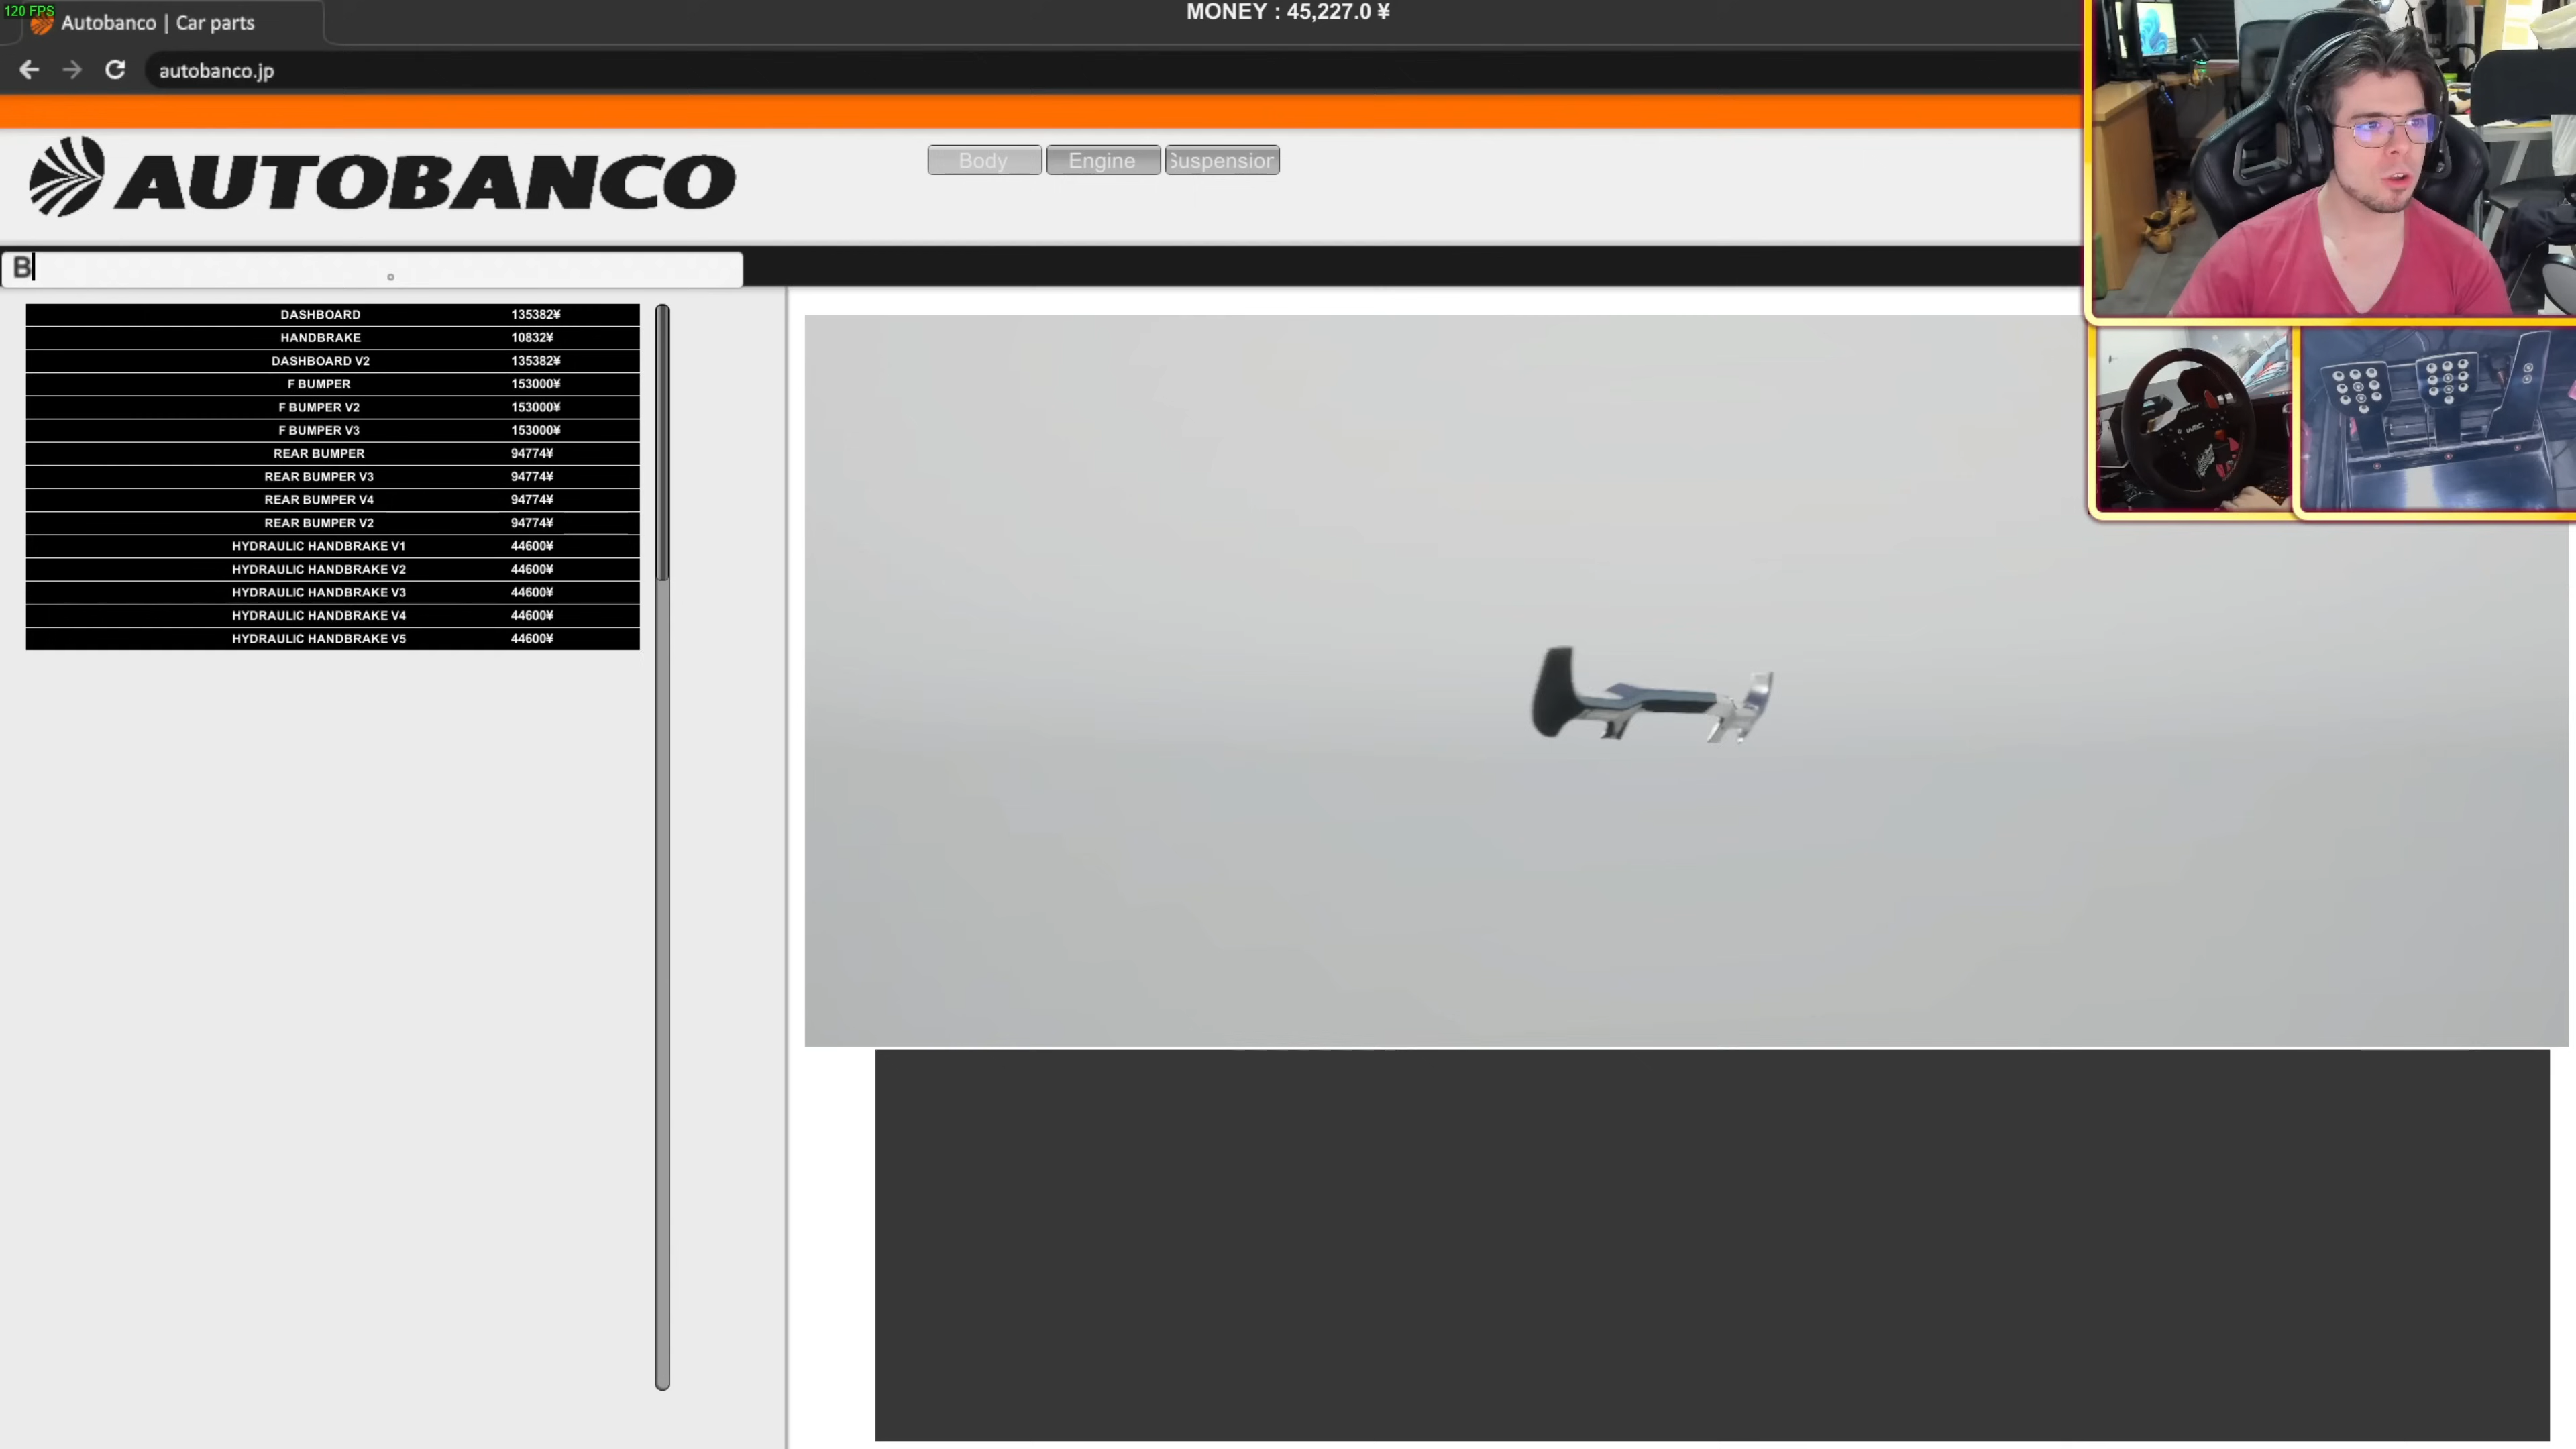 120 FPS
Autobanco | Car parts
MONEY : 45,227.0 ¥
autobanco.jp
AUTOBANCO
Body
Engine
Suspension
B
DASHBOARD 135382¥
HANDBRAKE 10832¥
DASHBOARD V2 135382¥
F BUMPER 153000¥
F BUMPER V2 153000¥
F BUMPER V3 153000¥
REAR BUMPER 94774¥
REAR BUMPER V3 94774¥
REAR BUMPER V4 94774¥
REAR BUMPER V2 94774¥
HYDRAULIC HANDBRAKE V1 44600¥
HYDRAULIC HANDBRAKE V2 44600¥
HYDRAULIC HANDBRAKE V3 44600¥
HYDRAULIC HANDBRAKE V4 44600¥
HYDRAULIC HANDBRAKE V5 44600¥